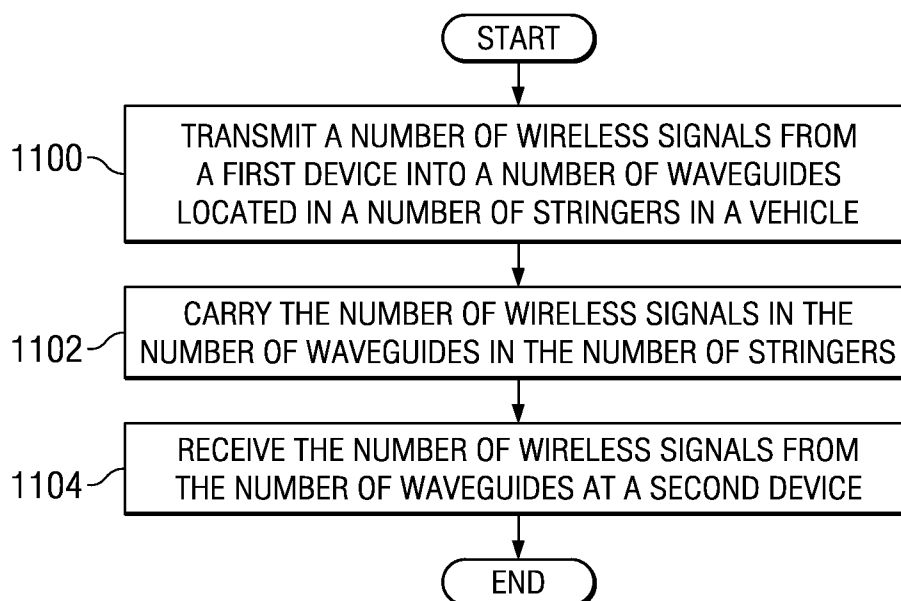 START
1100
TRANSMIT A NUMBER OF WIRELESS SIGNALS FROM
A FIRST DEVICE INTO A NUMBER OF WAVEGUIDES
LOCATED IN A NUMBER OF STRINGERS IN A VEHICLE
1102
CARRY THE NUMBER OF WIRELESS SIGNALS IN THE
NUMBER OF WAVEGUIDES IN THE NUMBER OF STRINGERS
1104
RECEIVE THE NUMBER OF WIRELESS SIGNALS FROM
THE NUMBER OF WAVEGUIDES AT A SECOND DEVICE
END